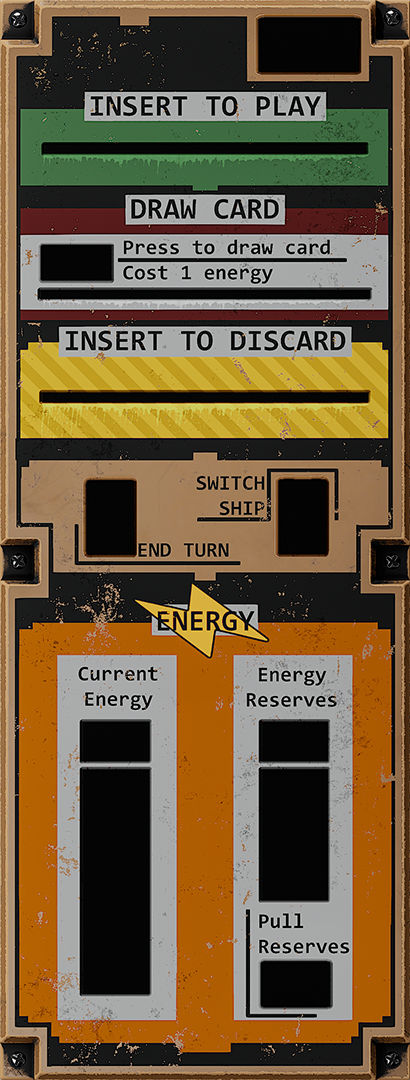 INSERT TO PLAY
DRAW CARD
Press to draw card
Cost 1 energy
INSERT TO DISCARD
SWITCH
SHIP
END TURN
ENERGY
Current
Energy
Energy
Reserves
Pull
Reserves